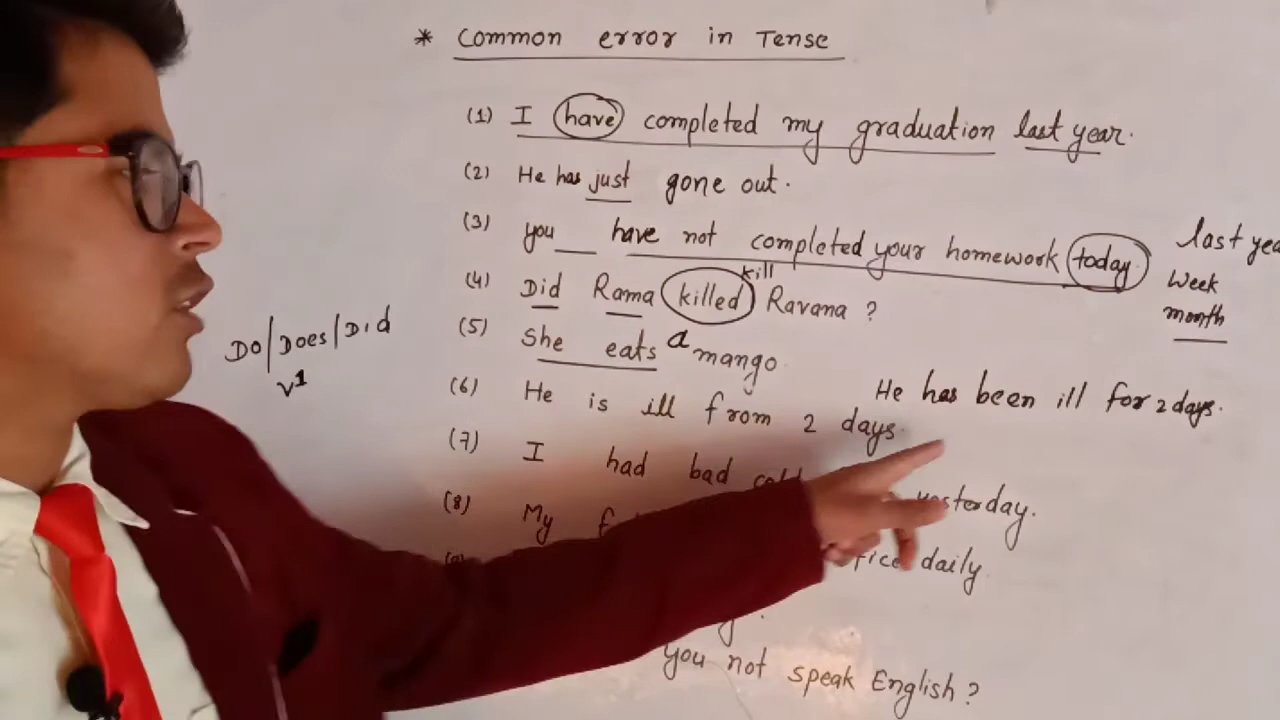 * Common error in Tense
(1) I have completed my graduation last year.
(2) He has just gone out.
(3) you __ have not completed your homework today.
last yea
Week
month
kill
(4) Did Rama killed Ravana ?
(5) She eats a mango.
Do/Does/Did
v1
(6) He is ill from 2 days.
He has been ill for 2 days.
(7) I had bad yesterday.
(8) My daily
you not speak English ?